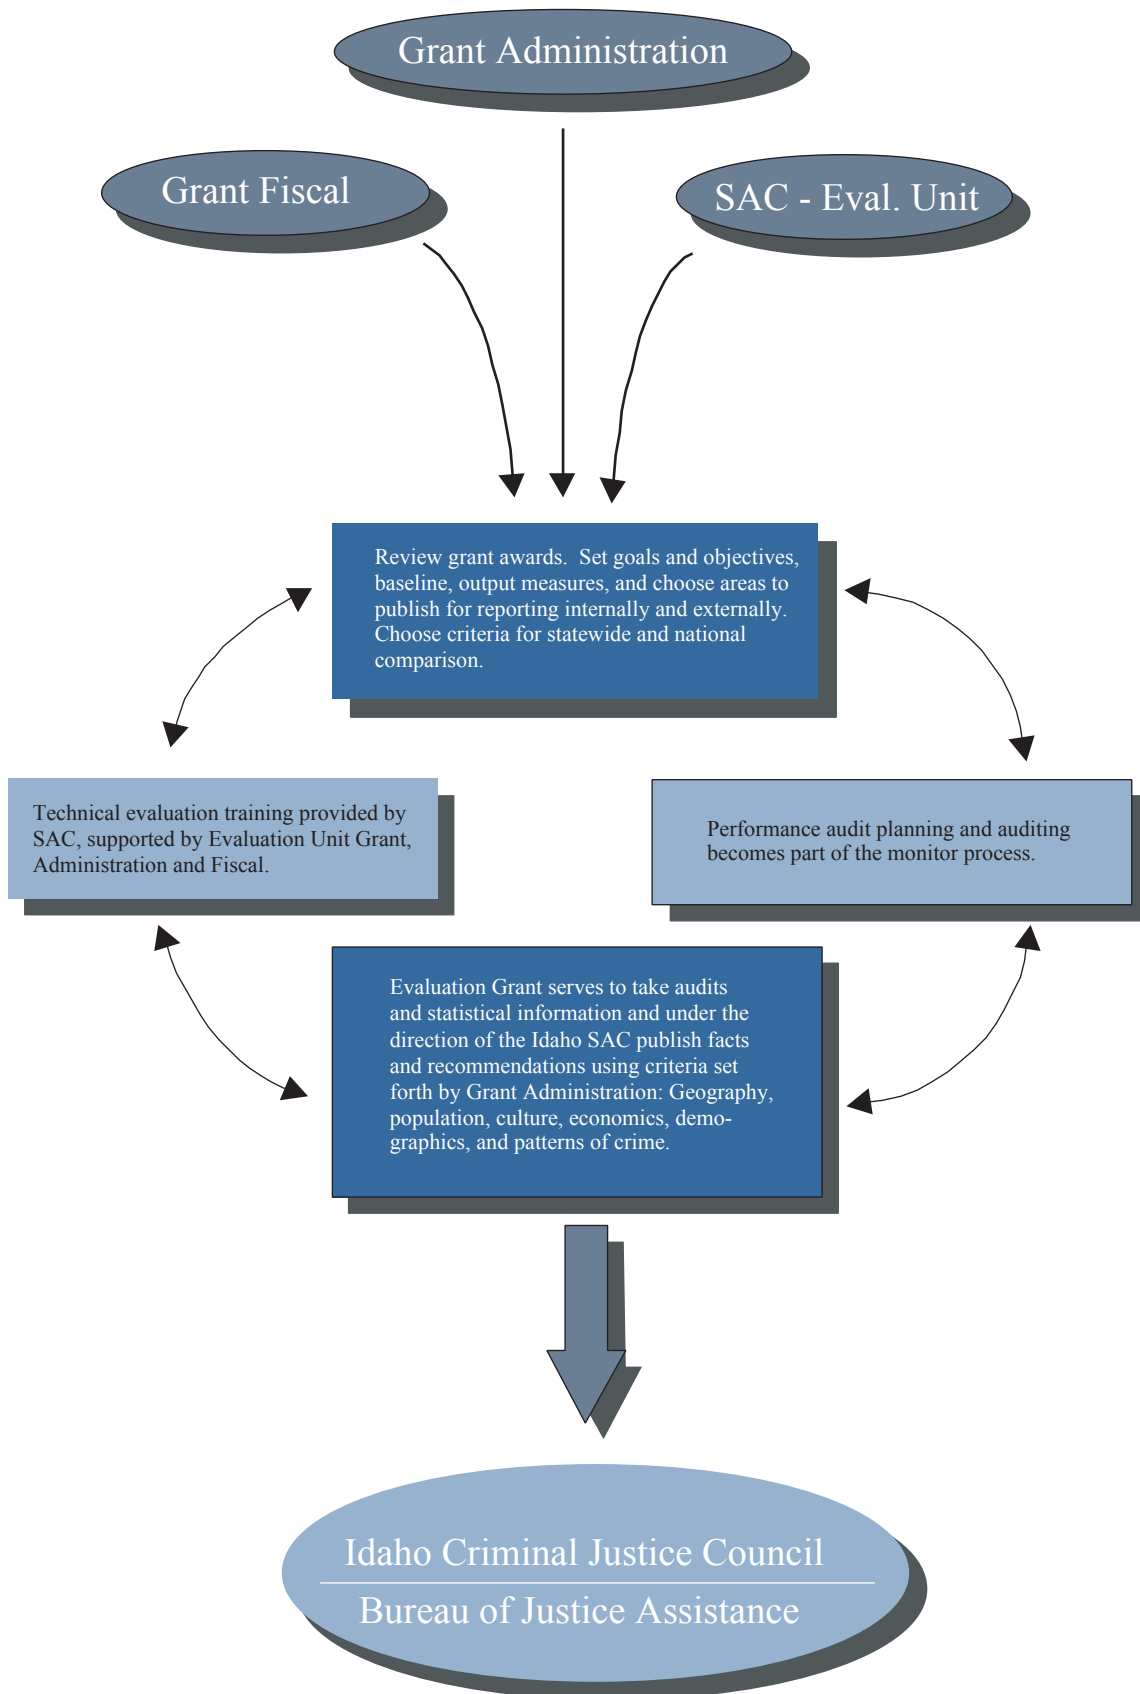 Grant Administration
Grant Fiscal
SAC - Eval. Unit
Review grant awards.  Set goals and objectives,
baseline, output measures, and choose areas to
publish for reporting internally and externally.
Choose criteria for statewide and national
comparison.
Technical evaluation training provided by
SAC, supported by Evaluation Unit Grant,
Administration and Fiscal.
Performance audit planning and auditing
becomes part of the monitor process.
Evaluation Grant serves to take audits
and statistical information and under the
direction of the Idaho SAC publish facts
and recommendations using criteria set
forth by Grant Administration: Geography,
population, culture, economics, demo-
graphics, and patterns of crime.
Idaho Criminal Justice Council
Bureau of Justice Assistance